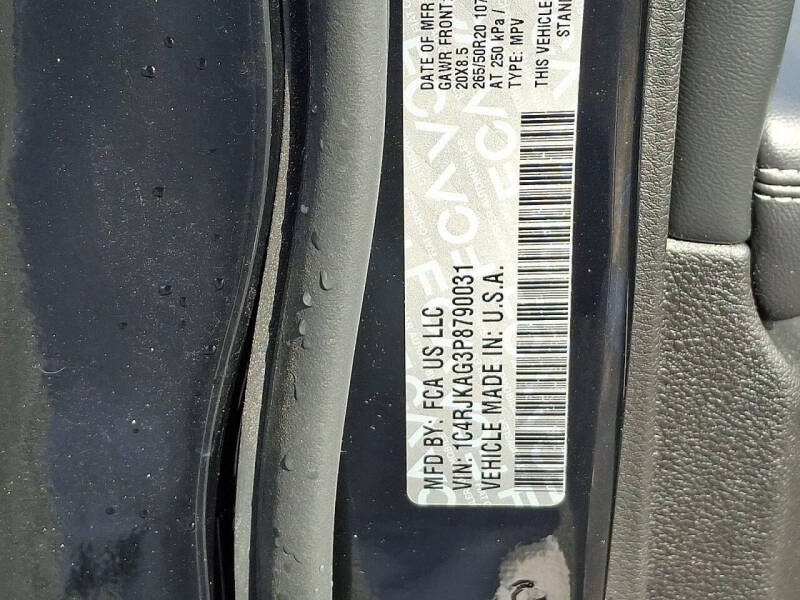 MFD BY: FCA US LLC
VIN: 1C4RJKAG3P8790031
VEHICLE MADE IN: U.S.A.
DATE OF MFR
GAWR FRONT:
20X8.5
265/50R20 107
AT 250 kPa /
TYPE: MPV
THIS VEHICLE
STAN